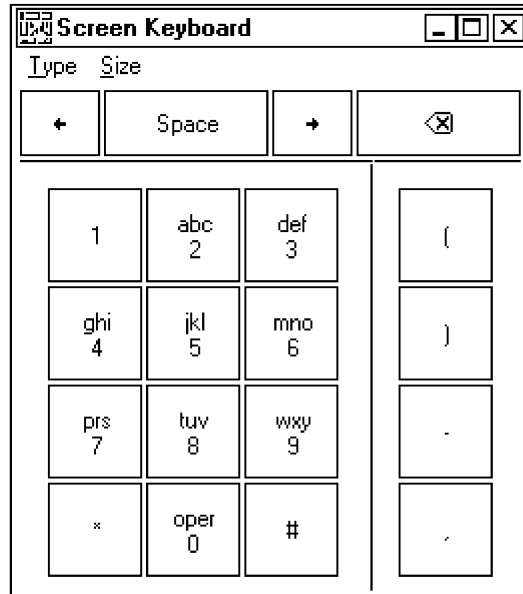 Screen Keyboard
Type Size
← Space →
1 abc def (
2 3
ghi jkl mno )
4 5 6
prs tuv wxy -
7 8 9
* oper # ,
0